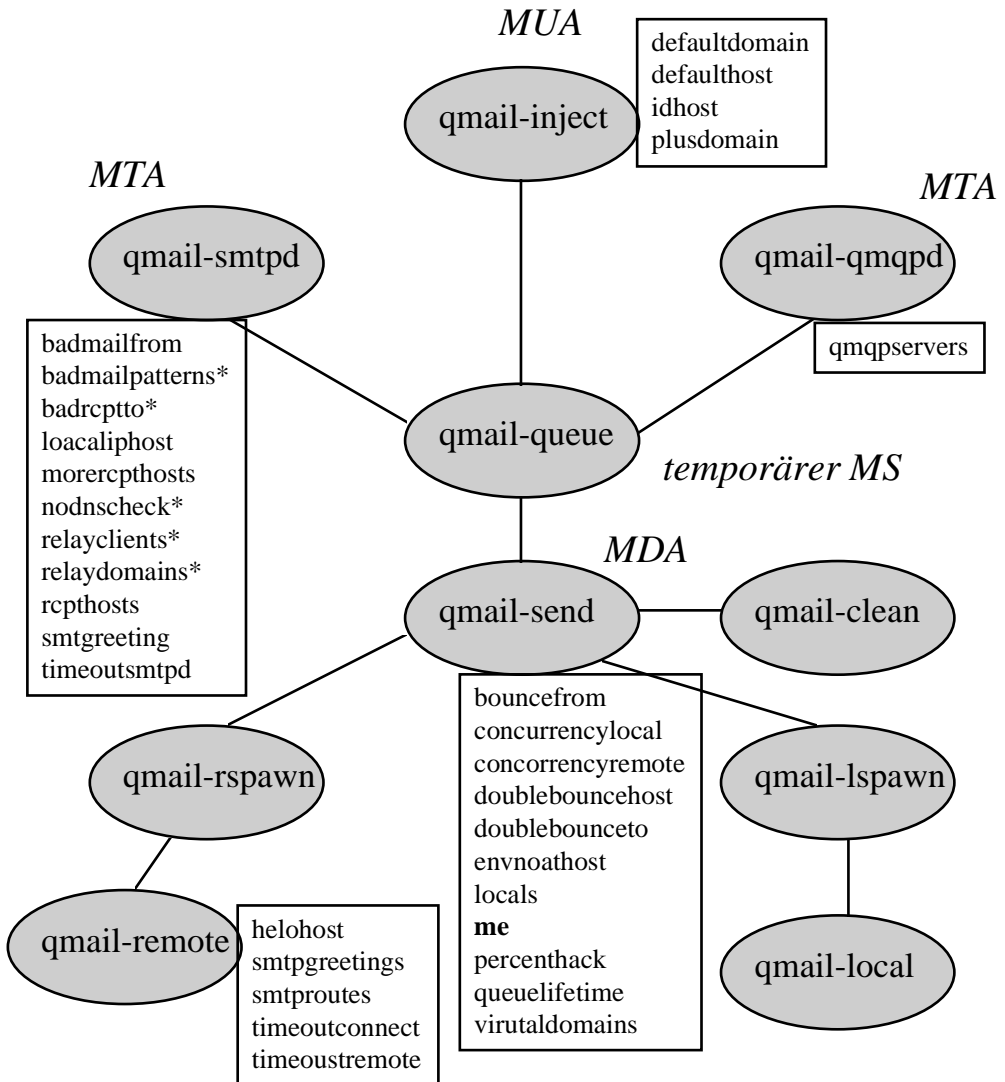 MUA
defaultdomain
defaulthost
idhost
plusdomain
qmail-inject
MTA
MTA
qmail-smtpd
qmail-qmqpd
badmailfrom
badmailpatterns*
badrcptto*
loacaliphost
morercpthosts
nodnscheck*
relayclients*
relaydomains*
rcpthosts
smtgreeting
timeoutsmtpd
qmqpservers
qmail-queue
temporärer MS
MDA
qmail-send
qmail-clean
bouncefrom
concurrencylocal
concorrencyremote
doublebouncehost
doublebounceto
envnoathost
locals
me
percenthack
queuelifetime
virutaldomains
qmail-rspawn
qmail-lspawn
qmail-remote
helohost
smtpgreetings
smtproutes
timeoutconnect
timeoustremote
qmail-local